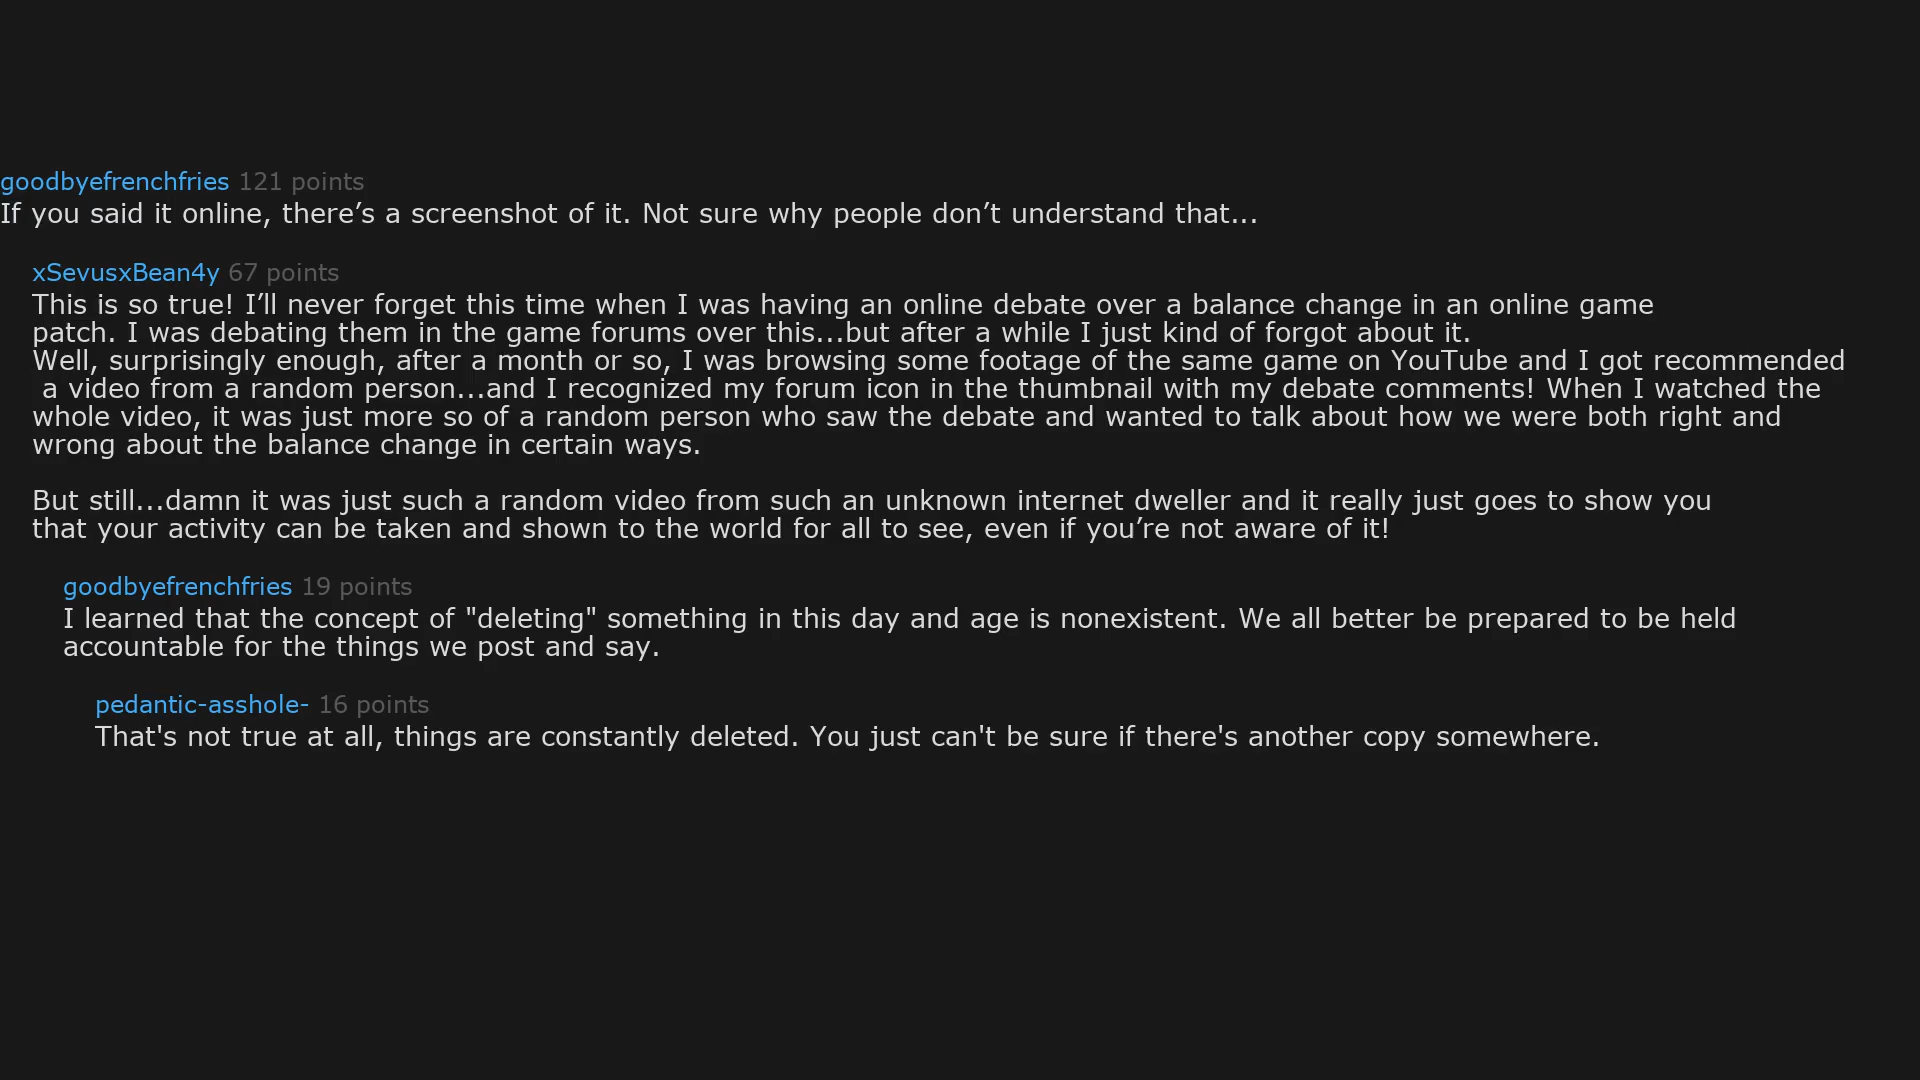 goodbyefrenchfries 121 points
If you said it online, there’s a screenshot of it. Not sure why people don’t understand that...
xSevusxBean4y 67 points
This is so true! I’ll never forget this time when I was having an online debate over a balance change in an online game
patch. I was debating them in the game forums over this...but after a while I just kind of forgot about it.
Well, surprisingly enough, after a month or so, I was browsing some footage of the same game on YouTube and I got recommended
a video from a random person...and I recognized my forum icon in the thumbnail with my debate comments! When I watched the
whole video, it was just more so of a random person who saw the debate and wanted to talk about how we were both right and
wrong about the balance change in certain ways.
But still...damn it was just such a random video from such an unknown internet dweller and it really just goes to show you
that your activity can be taken and shown to the world for all to see, even if you’re not aware of it!
goodbyefrenchfries 19 points
I learned that the concept of "deleting" something in this day and age is nonexistent. We all better be prepared to be held
accountable for the things we post and say.
pedantic-asshole- 16 points
That's not true at all, things are constantly deleted. You just can't be sure if there's another copy somewhere.